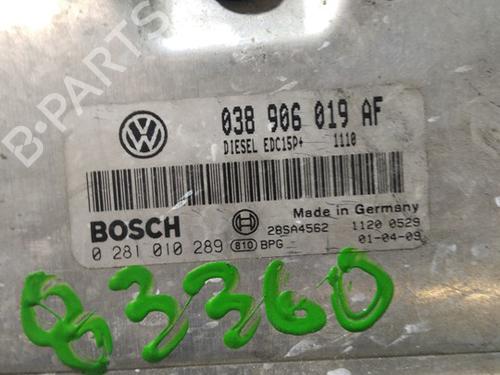 B-PARTS
038 906 019 AF
DIESEL EDC15P+ 1110
BOSCH
Made in Germany
28SA4562 1120 0529
0 281 010 289 810 BPG 01-04-09
83360